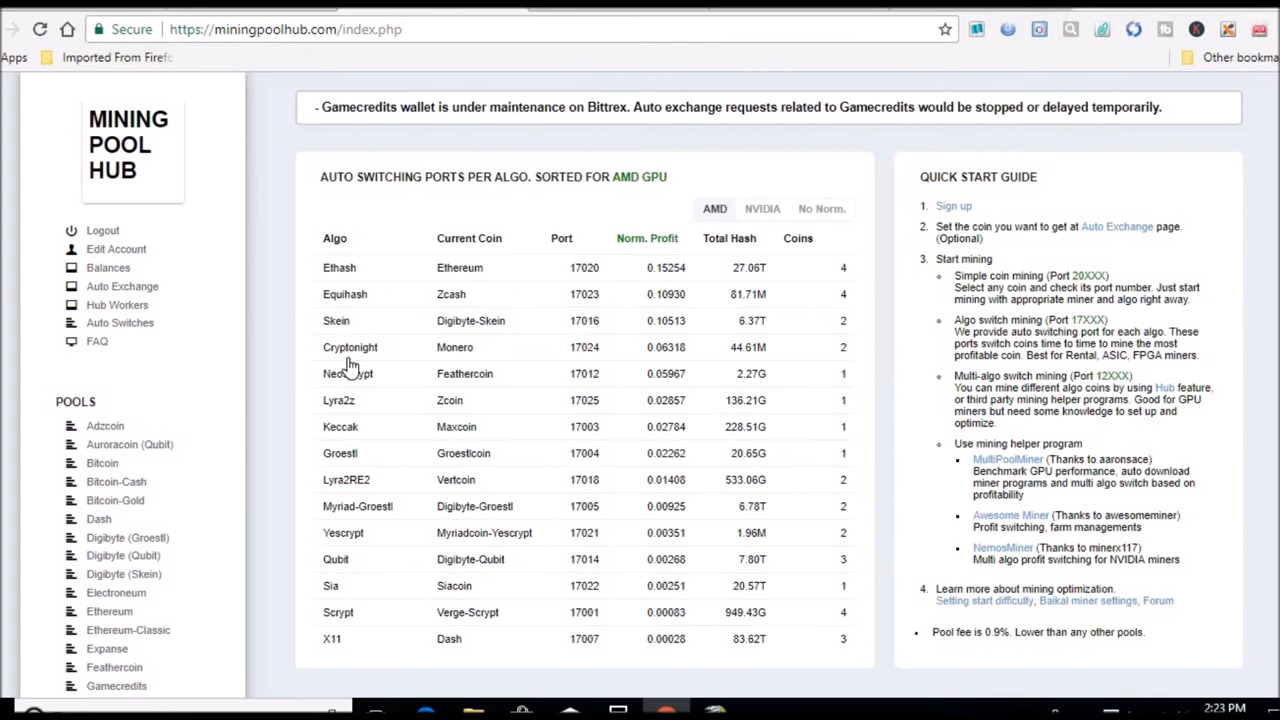 Secure https://miningpoolhub.com/index.php
Apps Imported From Firefo Other bookma
MINING
POOL
HUB
Logout
Edit Account
Balances
Auto Exchange
Hub Workers
Auto Switches
FAQ
POOLS
Adzcoin
Auroracoin (Qubit)
Bitcoin
Bitcoin-Cash
Bitcoin-Gold
Dash
Digibyte (Groestl)
Digibyte (Qubit)
Digibyte (Skein)
Electroneum
Ethereum
Ethereum-Classic
Expanse
Feathercoin
Gamecredits
- Gamecredits wallet is under maintenance on Bittrex. Auto exchange requests related to Gamecredits would be stopped or delayed temporarily.
AUTO SWITCHING PORTS PER ALGO. SORTED FOR AMD GPU
AMD NVIDIA No Norm.
Algo Current Coin Port Norm. Profit Total Hash Coins
Ethash Ethereum 17020 0.15254 27.06T 4
Equihash Zcash 17023 0.10930 81.71M 4
Skein Digibyte-Skein 17016 0.10513 6.37T 2
Cryptonight Monero 17024 0.06318 44.61M 2
Feathercoin 17012 0.05967 2.27G 1
Lyra2z Zcoin 17025 0.02857 136.21G 1
Keccak Maxcoin 17003 0.02784 228.51G 1
Groestl Groestlcoin 17004 0.02262 20.65G 1
Lyra2RE2 Vertcoin 17018 0.01408 533.06G 2
Myriad-Groestl Digibyte-Groestl 17005 0.00925 6.78T 2
Yescrypt Myriadcoin-Yescrypt 17021 0.00351 1.96M 2
Qubit Digibyte-Qubit 17014 0.00268 7.80T 3
Sia Siacoin 17022 0.00251 20.57T 1
Scrypt Verge-Scrypt 17001 0.00083 949.43G 4
X11 Dash 17007 0.00028 83.62T 3
QUICK START GUIDE
1. Sign up
2. Set the coin you want to get at Auto Exchange page.
(Optional)
3. Start mining
Simple coin mining (Port 20XXX)
Select any coin and check its port number. Just start
mining with appropriate miner and algo right away.
Algo switch mining (Port 17XXX)
We provide auto switching port for each algo. These
ports switch coins time to time to mine the most
profitable coin. Best for Rental, ASIC, FPGA miners.
Multi-algo switch mining (Port 12XXX)
You can mine different algo coins by using Hub feature,
or third party mining helper programs. Good for GPU
miners but need some knowledge to set up and
optimize.
Use mining helper program
MultiPoolMiner (Thanks to aaronsace)
Benchmark GPU performance, auto download
miner programs and multi algo switch based on
profitability
Awesome Miner (Thanks to awesomeminer)
Profit switching, farm managements
NemosMiner (Thanks to minerx117)
Multi algo profit switching for NVIDIA miners
4. Learn more about mining optimization.
Setting start difficulty, Baikal miner settings, Forum
Pool fee is 0.9%. Lower than any other pools.
2:23 PM